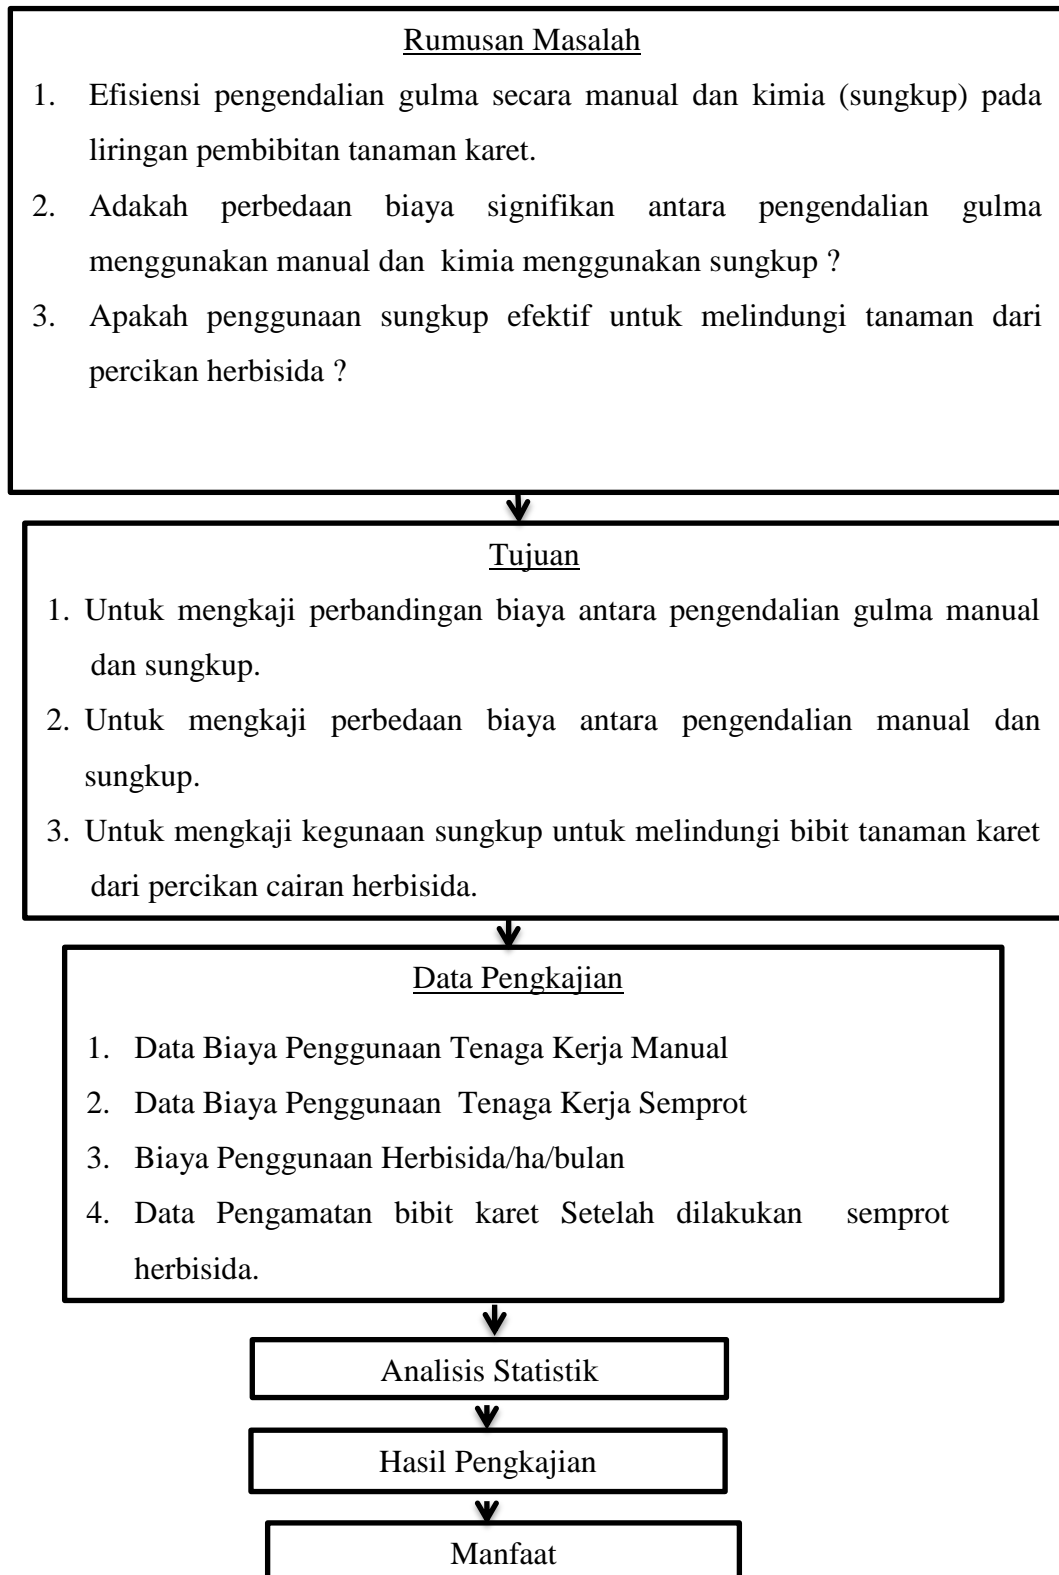 Rumusan Masalah
1. Efisiensi pengendalian gulma secara manual dan kimia (sungkup) pada
liringan pembibitan tanaman karet.
2. Adakah perbedaan biaya signifikan antara pengendalian gulma
menggunakan manual dan kimia menggunakan sungkup ?
3. Apakah penggunaan sungkup efektif untuk melindungi tanaman dari
percikan herbisida ?
Tujuan
1. Untuk mengkaji perbandingan biaya antara pengendalian gulma manual
dan sungkup.
2. Untuk mengkaji perbedaan biaya antara pengendalian manual dan
sungkup.
3. Untuk mengkaji kegunaan sungkup untuk melindungi bibit tanaman karet
dari percikan cairan herbisida.
Data Pengkajian
1. Data Biaya Penggunaan Tenaga Kerja Manual
2. Data Biaya Penggunaan Tenaga Kerja Semprot
3. Biaya Penggunaan Herbisida/ha/bulan
4. Data Pengamatan bibit karet Setelah dilakukan semprot
herbisida.
Analisis Statistik
Hasil Pengkajian
Manfaat